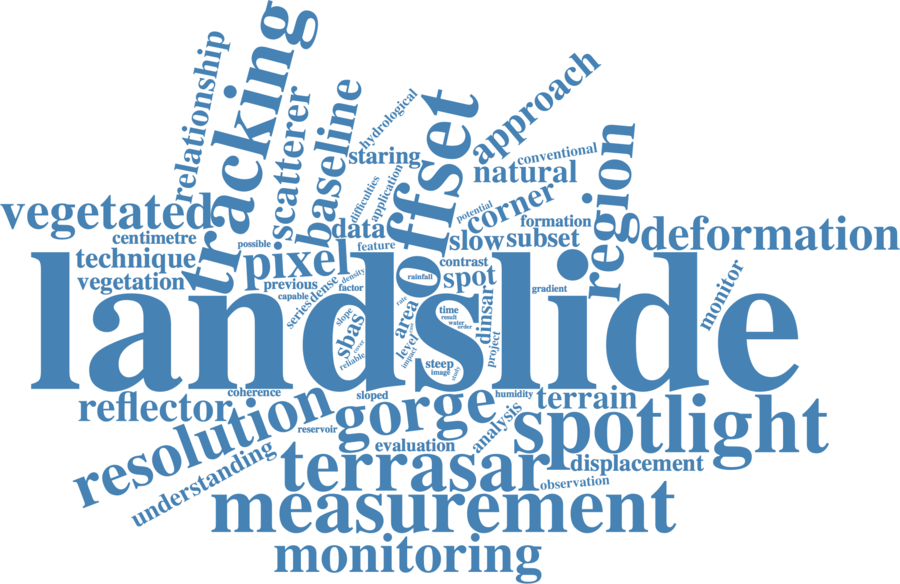 relationship
tracking
scatterer
baseline
hydrological
staring
offset
approach
conventional
natural
region
vegetated
centimetre
technique
vegetation
possible
pixel
previous
capable
data
feature
difficulties
application
potential
corner
formation
slow
subset
deformation
contrast
spot
rainfall
gradient
monitor
series
dense
density
factor
landslide
slope
sbas
cover
reliable
area
rate
level
impact
time
result
water
order
dinsar
project
steep
image
study
reflector
coherence
sloped
humidity
terrain
resolution
gorge
reservoir
evaluation
analysis
spotlight
understanding
terrasar
displacement
observation
measurement
monitoring